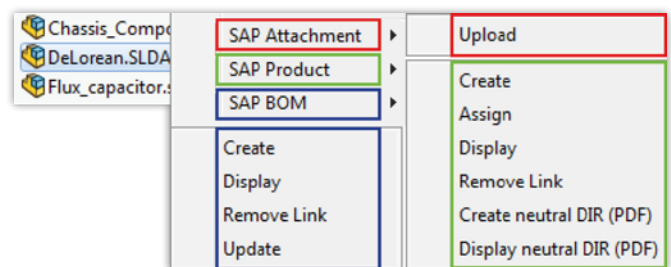 Chassis_Compo
DeLorean.SLDA
Flux_capacitor.s
SAP Attachment
SAP Product
SAP BOM
Create
Display
Remove Link
Update
Upload
Create
Assign
Display
Remove Link
Create neutral DIR (PDF)
Display neutral DIR (PDF)